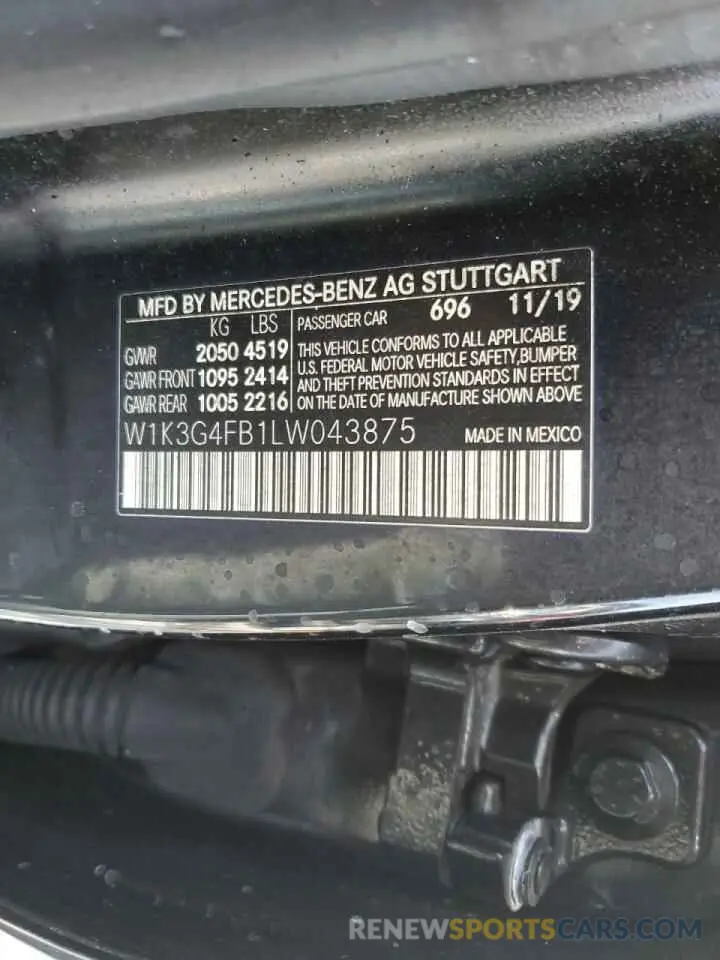 MFD BY MERCEDES-BENZ AG STUTTGART
KG LBS
GVWR 2050 4519
GAWR FRONT 1095 2414
GAWR REAR 1005 2216
PASSENGER CAR 696 11/19
THIS VEHICLE CONFORMS TO ALL APPLICABLE
U.S. FEDERAL MOTOR VEHICLE SAFETY, BUMPER
AND THEFT PREVENTION STANDARDS IN EFFECT
ON THE DATE OF MANUFACTURE SHOWN ABOVE
W1K3G4FB1LW043875 MADE IN MEXICO
RENEWSPORTSCARS.COM